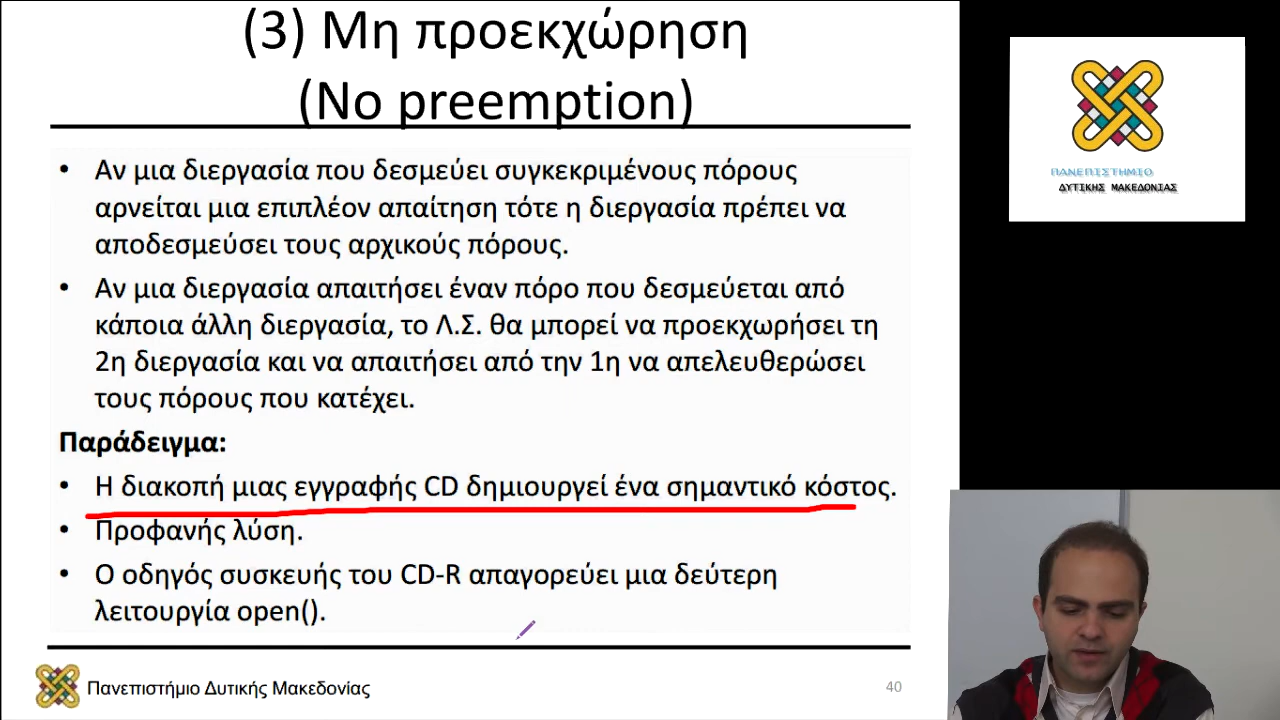 (3) Μη προεκχώρηση
(No preemption)
• Αν μια διεργασία που δεσμεύει συγκεκριμένους πόρους
αρνείται μια επιπλέον απαίτηση τότε η διεργασία πρέπει να
αποδεσμεύσει τους αρχικούς πόρους.
• Αν μια διεργασία απαιτήσει έναν πόρο που δεσμεύεται από
κάποια άλλη διεργασία, το Λ.Σ. θα μπορεί να προεκχωρήσει τη
2η διεργασία και να απαιτήσει από την 1η να απελευθερώσει
τους πόρους που κατέχει.
Παράδειγμα:
• Η διακοπή μιας εγγραφής CD δημιουργεί ένα σημαντικό κόστος.
• Προφανής λύση.
• Ο οδηγός συσκευής του CD-R απαγορεύει μια δεύτερη
λειτουργία open().
Πανεπιστήμιο Δυτικής Μακεδονίας
40
ΠΑΝΕΠΙΣΤΗΜΙΟ
ΔΥΤΙΚΗΣ ΜΑΚΕΔΟΝΙΑΣ